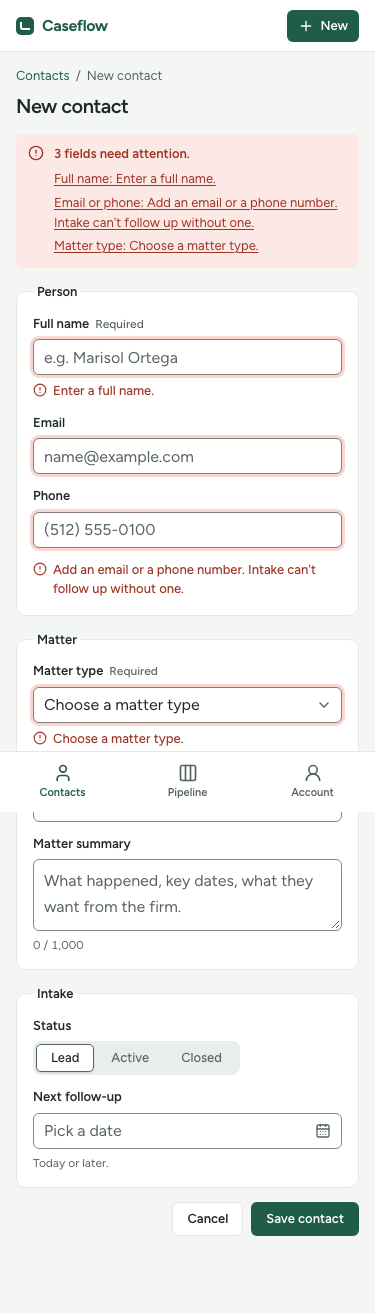 Caseflow
New
Contacts / New contact
New contact
3 fields need attention.
Full name: Enter a full name.
Email or phone: Add an email or a phone number.
Intake can't follow up without one.
Matter type: Choose a matter type.
Person
Full name Required
e.g. Marisol Ortega
Enter a full name.
Email
name@example.com
Phone
(512) 555-0100
Add an email or a phone number. Intake can't
follow up without one.
Matter
Matter type Required
Choose a matter type
Choose a matter type.
Contacts Pipeline Account
Matter summary
What happened, key dates, what they
want from the firm.
0 / 1,000
Intake
Status
Lead Active Closed
Next follow-up
Pick a date
Today or later.
Cancel Save contact